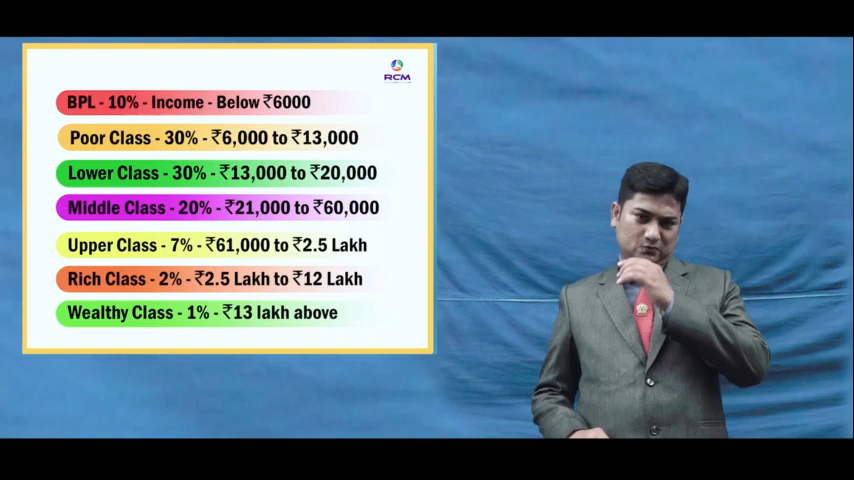 RCM
BPL - 10% - Income - Below ₹6000
Poor Class - 30% - ₹6,000 to ₹13,000
Lower Class - 30% - ₹13,000 to ₹20,000
Middle Class - 20% - ₹21,000 to ₹60,000
Upper Class - 7% - ₹61,000 to ₹2.5 Lakh
Rich Class - 2% - ₹2.5 Lakh to ₹12 Lakh
Wealthy Class - 1% - ₹13 lakh above